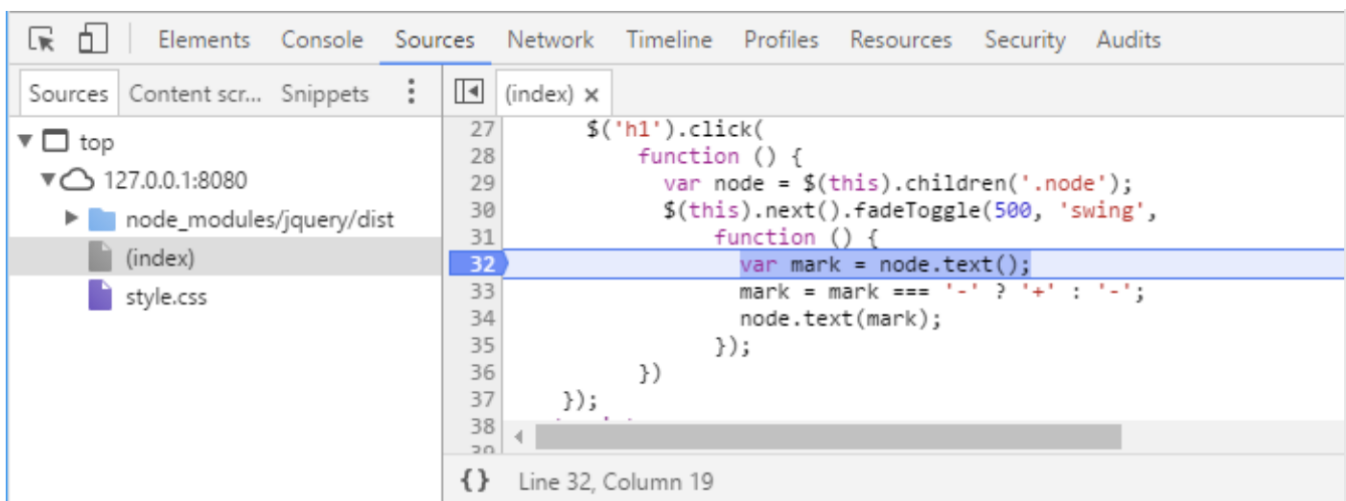 Elements Console Sources Network Timeline Profiles Resources Security Audits
Sources Content scr... Snippets
(index) ×
top
127.0.0.1:8080
node_modules/jquery/dist
(index)
style.css
27 $('h1').click(
28 function () {
29 var node = $(this).children('.node');
30 $(this).next().fadeToggle(500, 'swing',
31 function () {
32 var mark = node.text();
33 mark = mark === '-' ? '+' : '-';
34 node.text(mark);
35 });
36 })
37 });
38
{} Line 32, Column 19